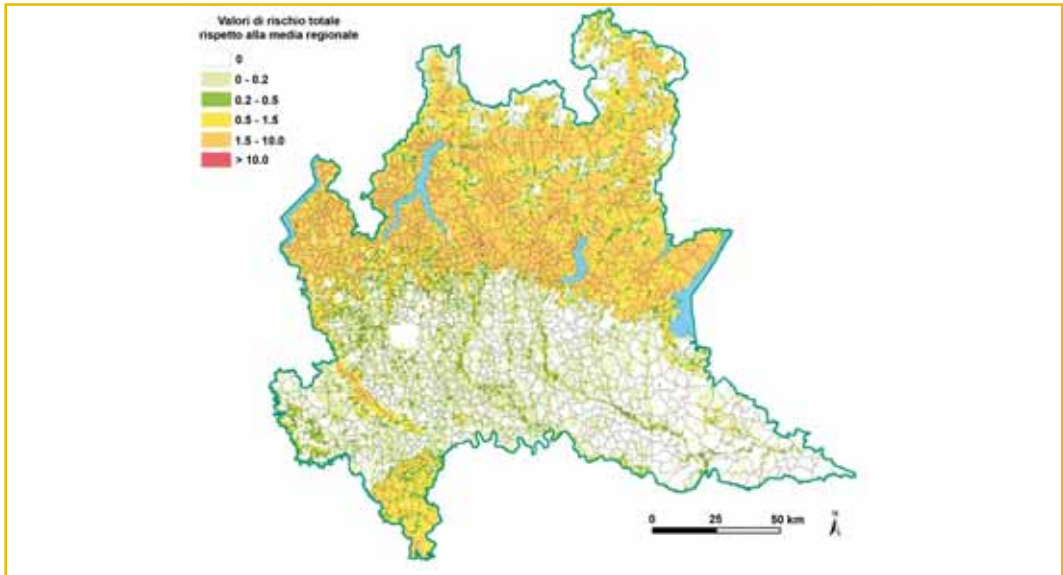 Valori di rischio totale
rispetto alla media regionale
0
0 - 0.2
0.2 - 0.5
0.5 - 1.5
1.5 - 10.0
> 10.0
0 25 50 km
N